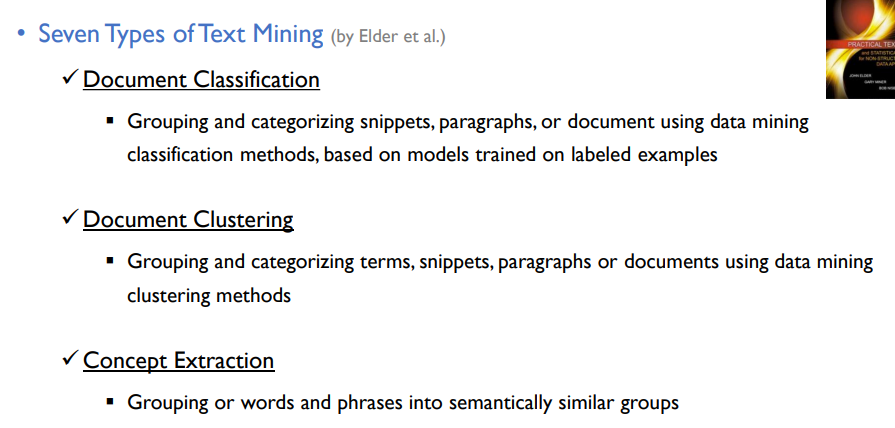 • Seven Types of Text Mining (by Elder et al.)
✓ Document Classification
▪ Grouping and categorizing snippets, paragraphs, or document using data mining
classification methods, based on models trained on labeled examples
✓ Document Clustering
▪ Grouping and categorizing terms, snippets, paragraphs or documents using data mining
clustering methods
✓ Concept Extraction
▪ Grouping or words and phrases into semantically similar groups
PRACTICAL TEX
and STATISTICA
for NON-STRUCT
DATA AP
JOHN ELDER
GARY MINER
BOB NIS